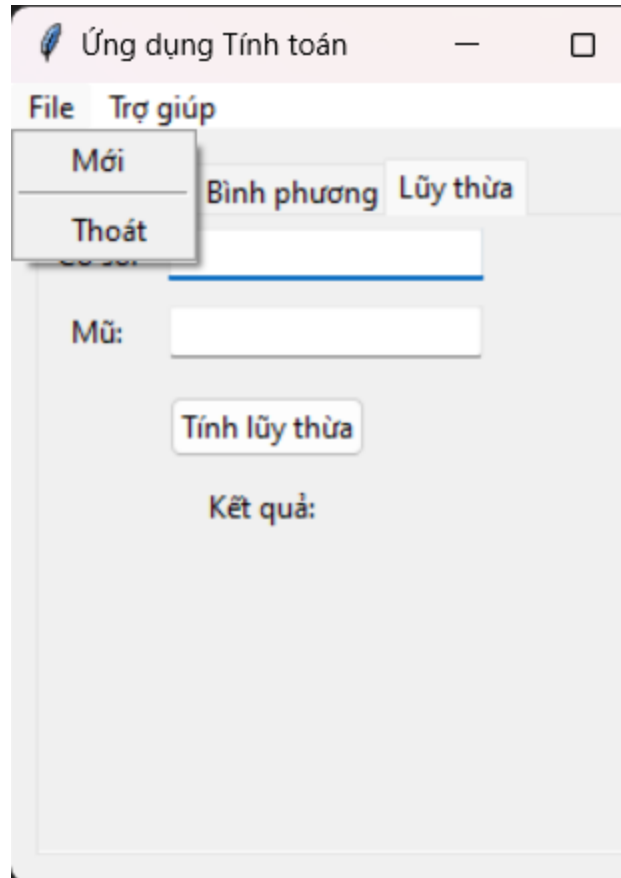 Ứng dụng Tính toán
File Trợ giúp
Mới
Thoát
Bình phương Lũy thừa
Mũ:
Tính lũy thừa
Kết quả: